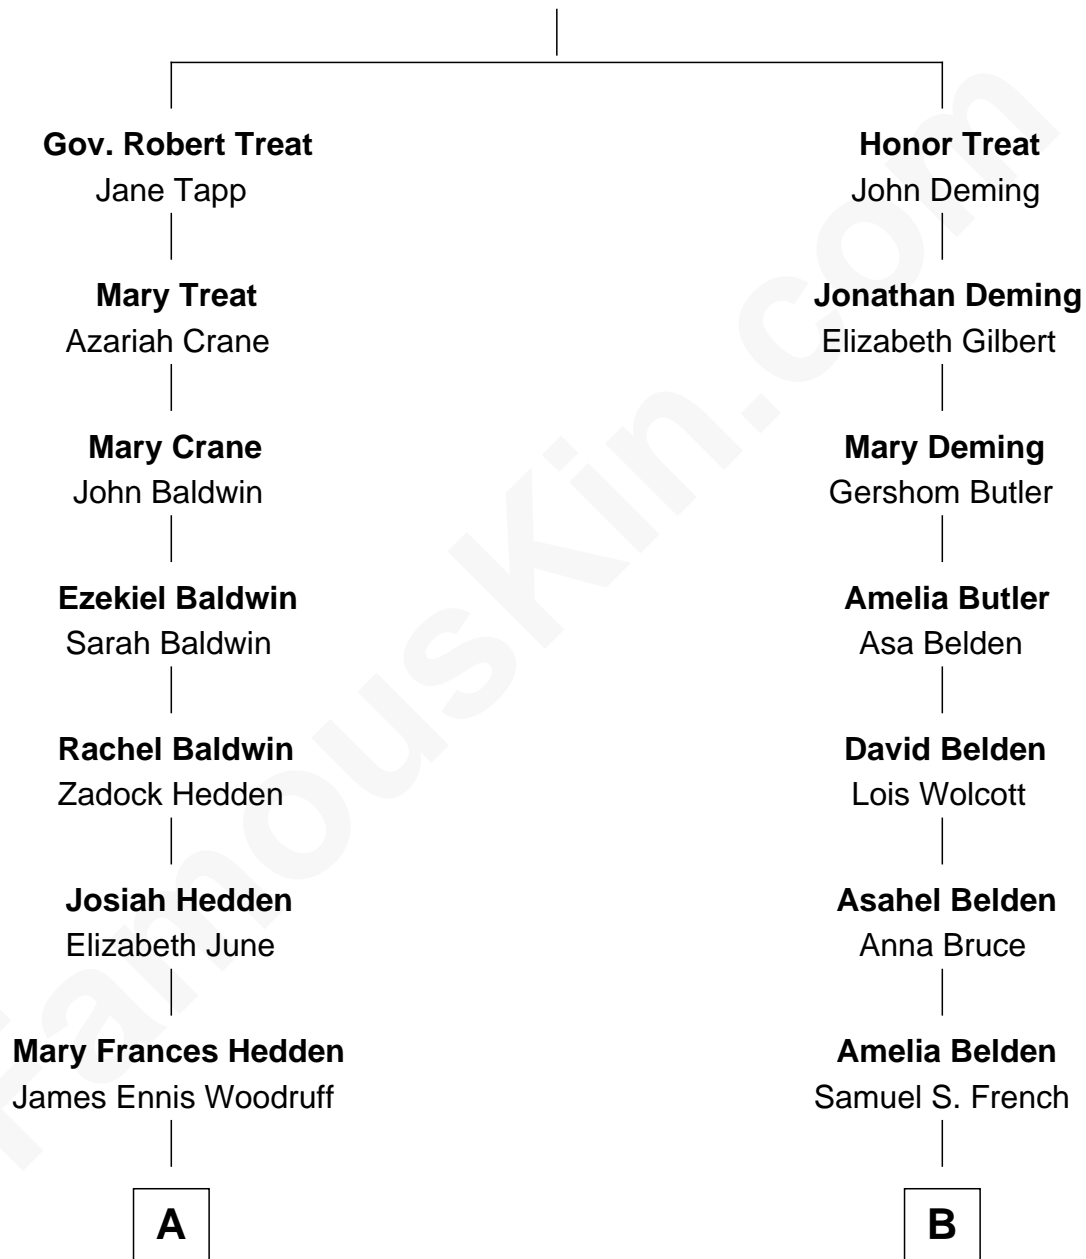 Gov. Robert Treat
Jane Tapp
Mary Treat
Azariah Crane
Mary Crane
John Baldwin
Ezekiel Baldwin
Sarah Baldwin
Rachel Baldwin
Zadock Hedden
Josiah Hedden
Elizabeth June
Mary Frances Hedden
James Ennis Woodruff
A
Honor Treat
John Deming
Jonathan Deming
Elizabeth Gilbert
Mary Deming
Gershom Butler
Amelia Butler
Asa Belden
David Belden
Lois Wolcott
Asahel Belden
Anna Bruce
Amelia Belden
Samuel S. French
B
FamousKin.com